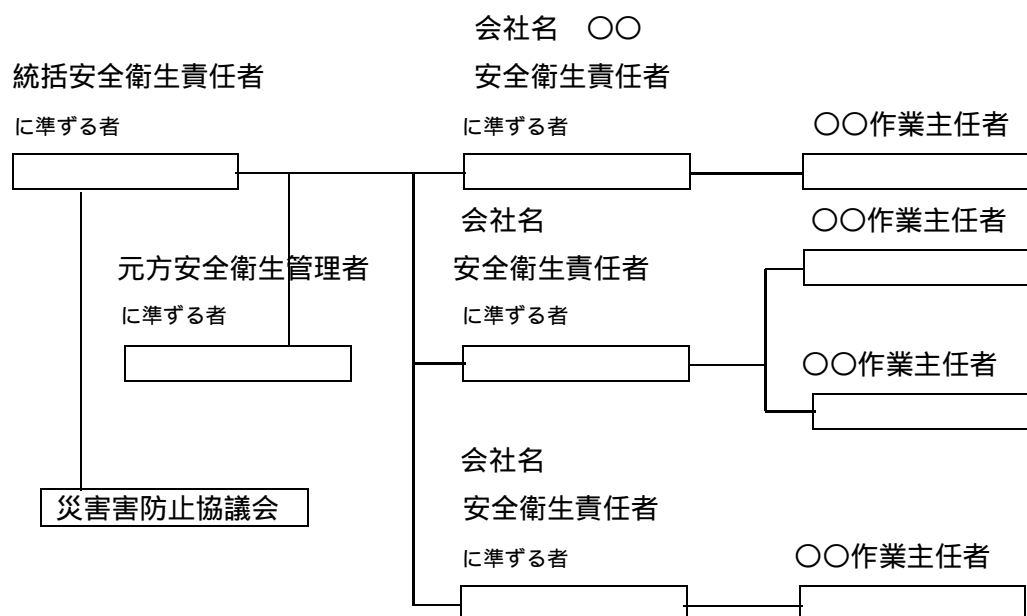 会社名　〇〇
統括安全衛生責任者
安全衛生責任者
に準ずる者
に準ずる者
〇〇作業主任者
会社名
〇〇作業主任者
元方安全衛生管理者
安全衛生責任者
に準ずる者
に準ずる者
〇〇作業主任者
会社名
災害害防止協議会
安全衛生責任者
に準ずる者
〇〇作業主任者